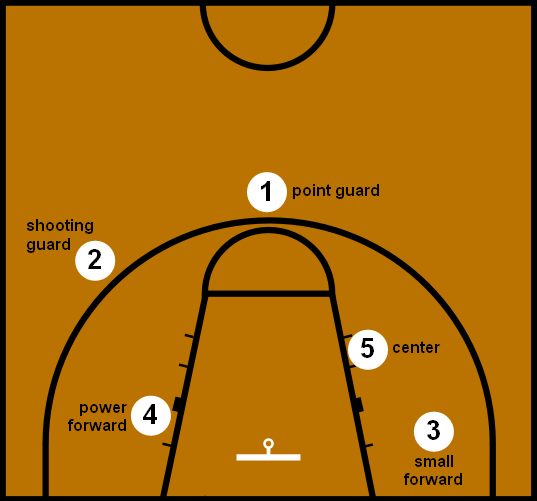 1 point guard
shooting
guard
2
5 center
power
forward
4
3
small
forward